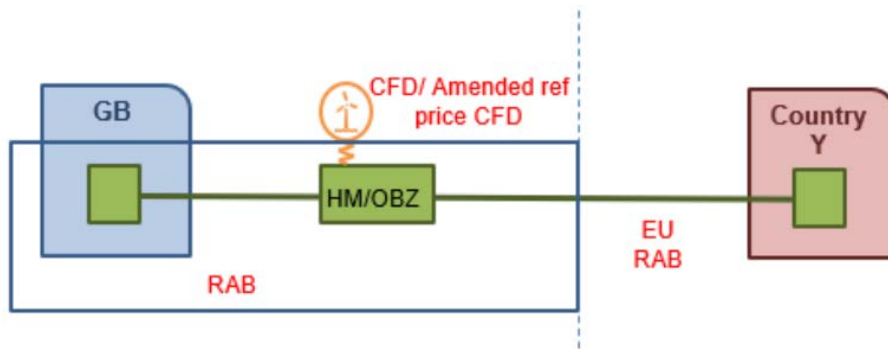 GB
CFD/ Amended ref
price CFD
Country
Y
HM/OBZ
RAB
EU
RAB